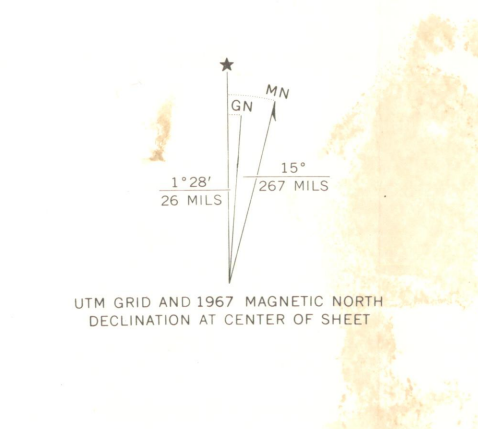 MN
GN
1°28′
26 MILS
15°
267 MILS
UTM GRID AND 1967 MAGNETIC NORTH
DECLINATION AT CENTER OF SHEET